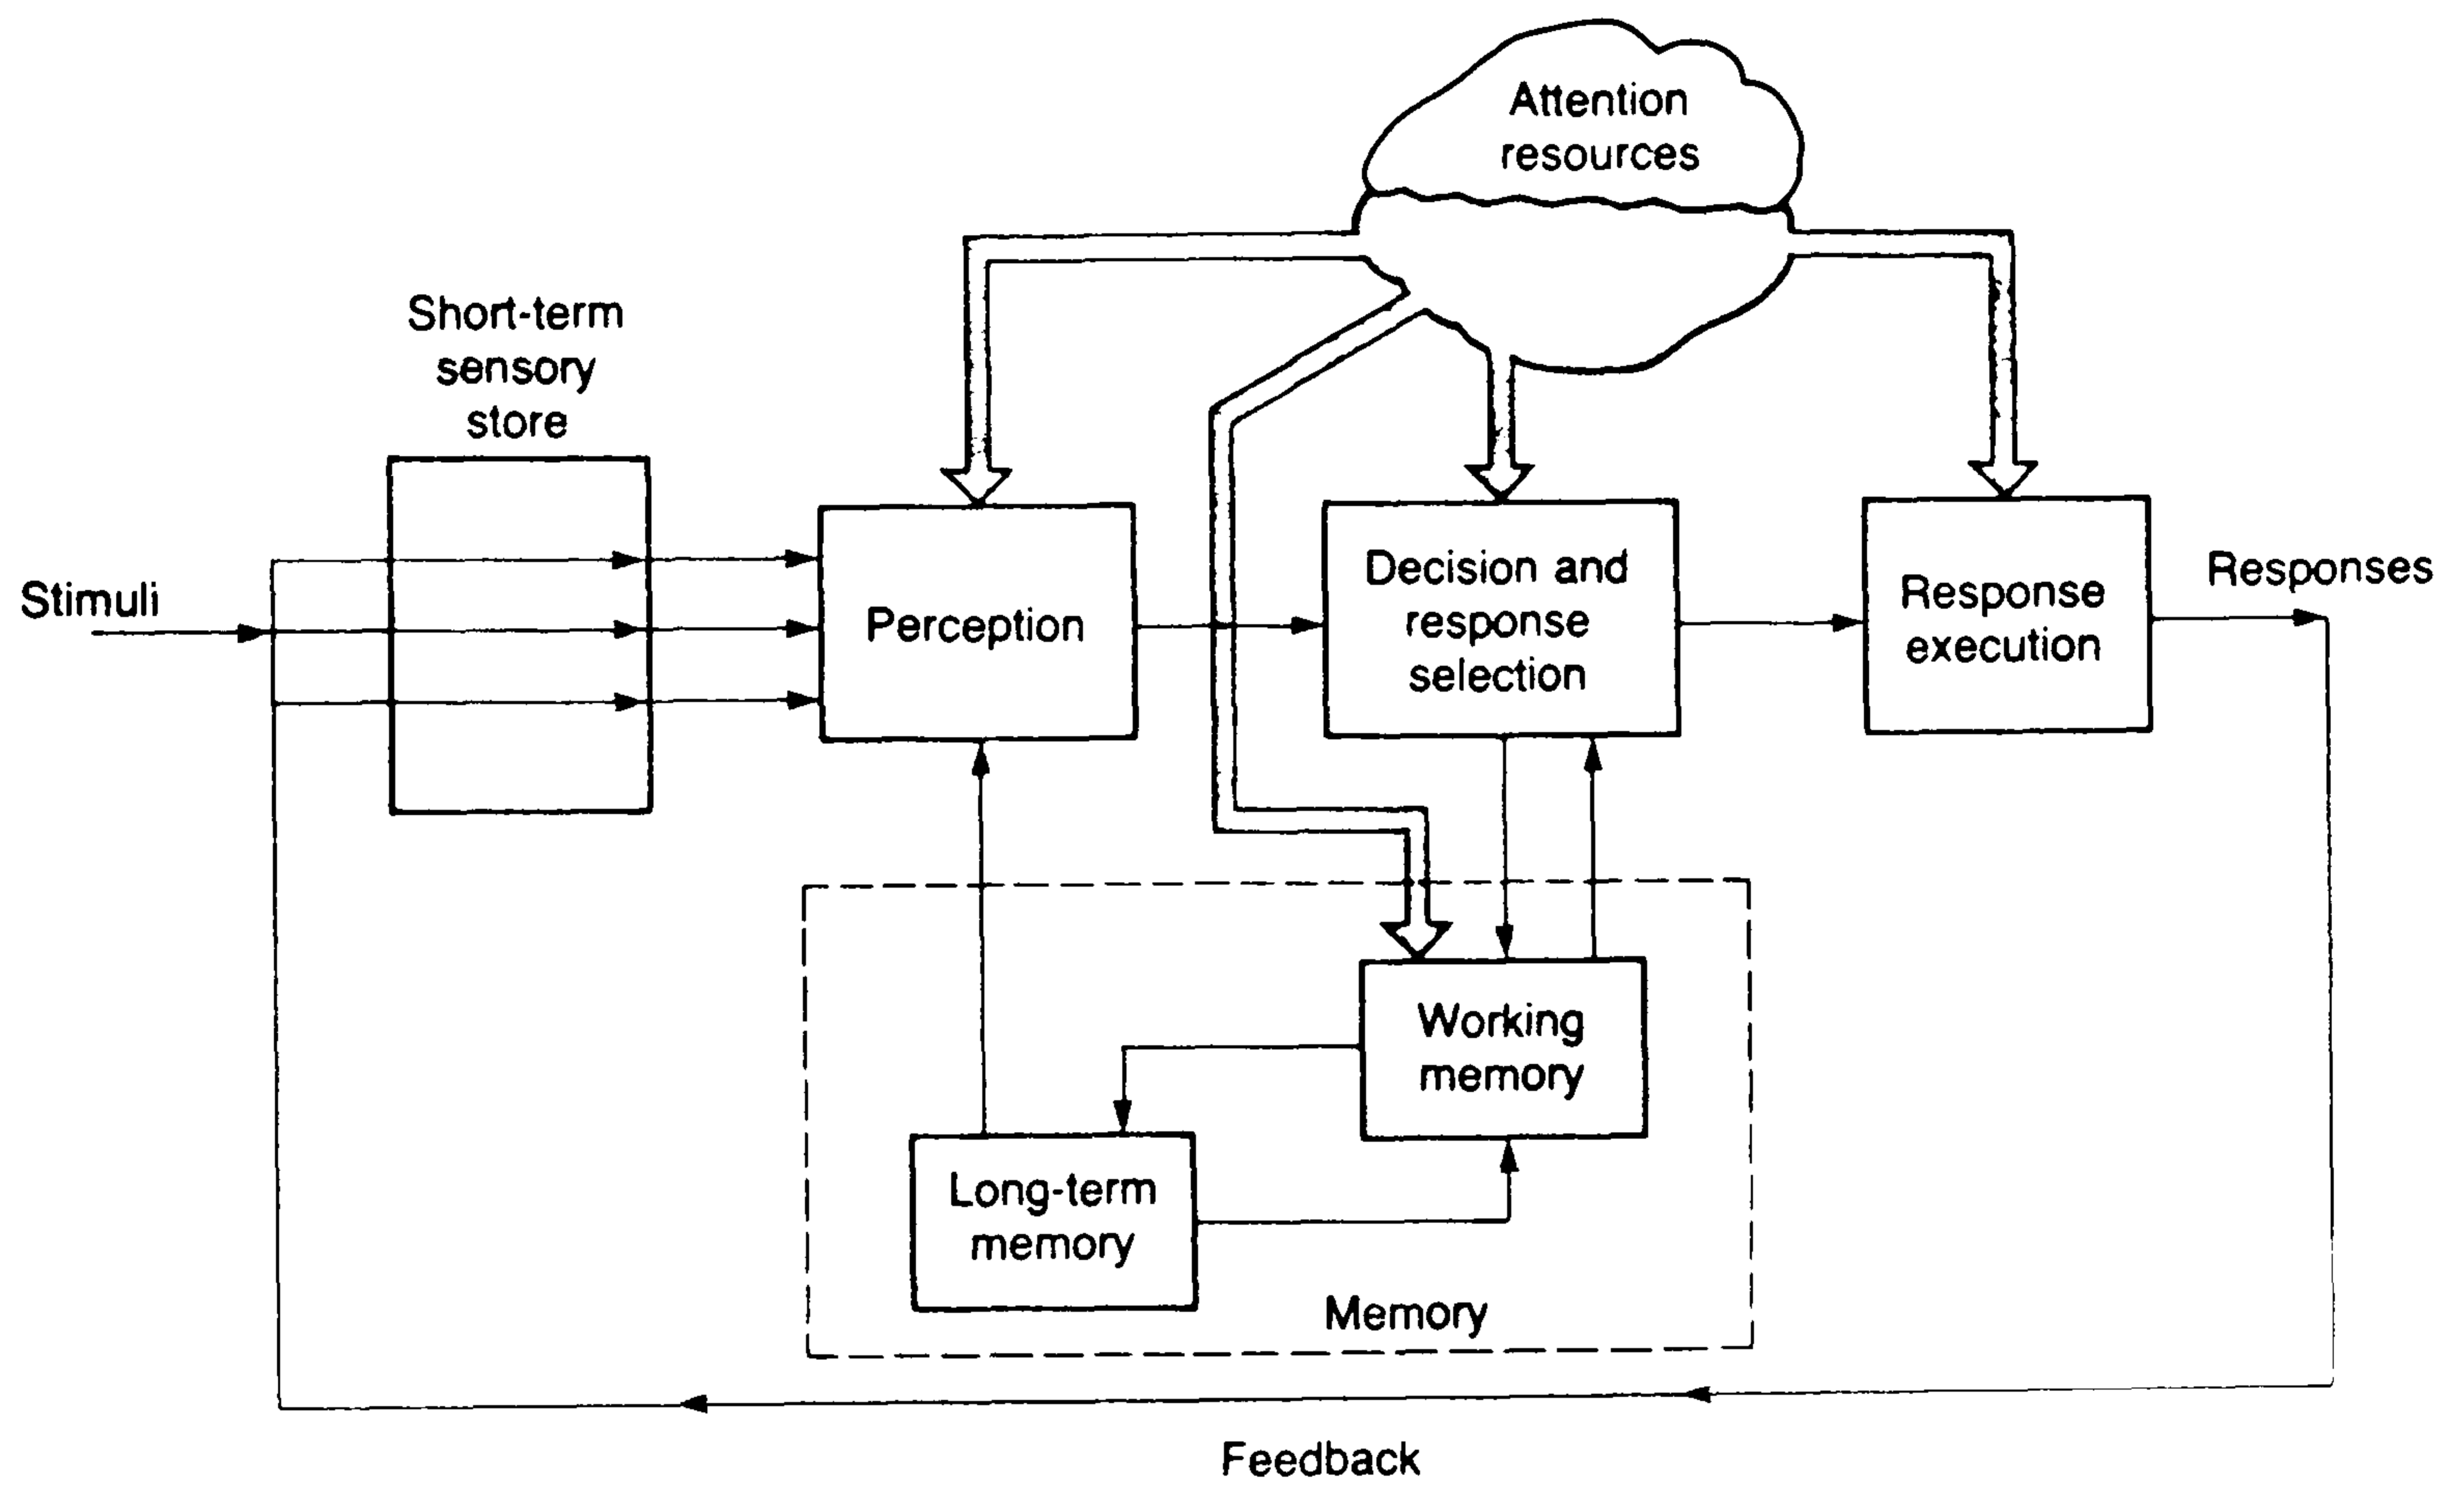 Attention
resources
Short-term
sensory
store
Stimuli
Perception
Decision and
response
selection
Response
execution
Responses
Working
memory
Long-term
memory
Memory
Feedback